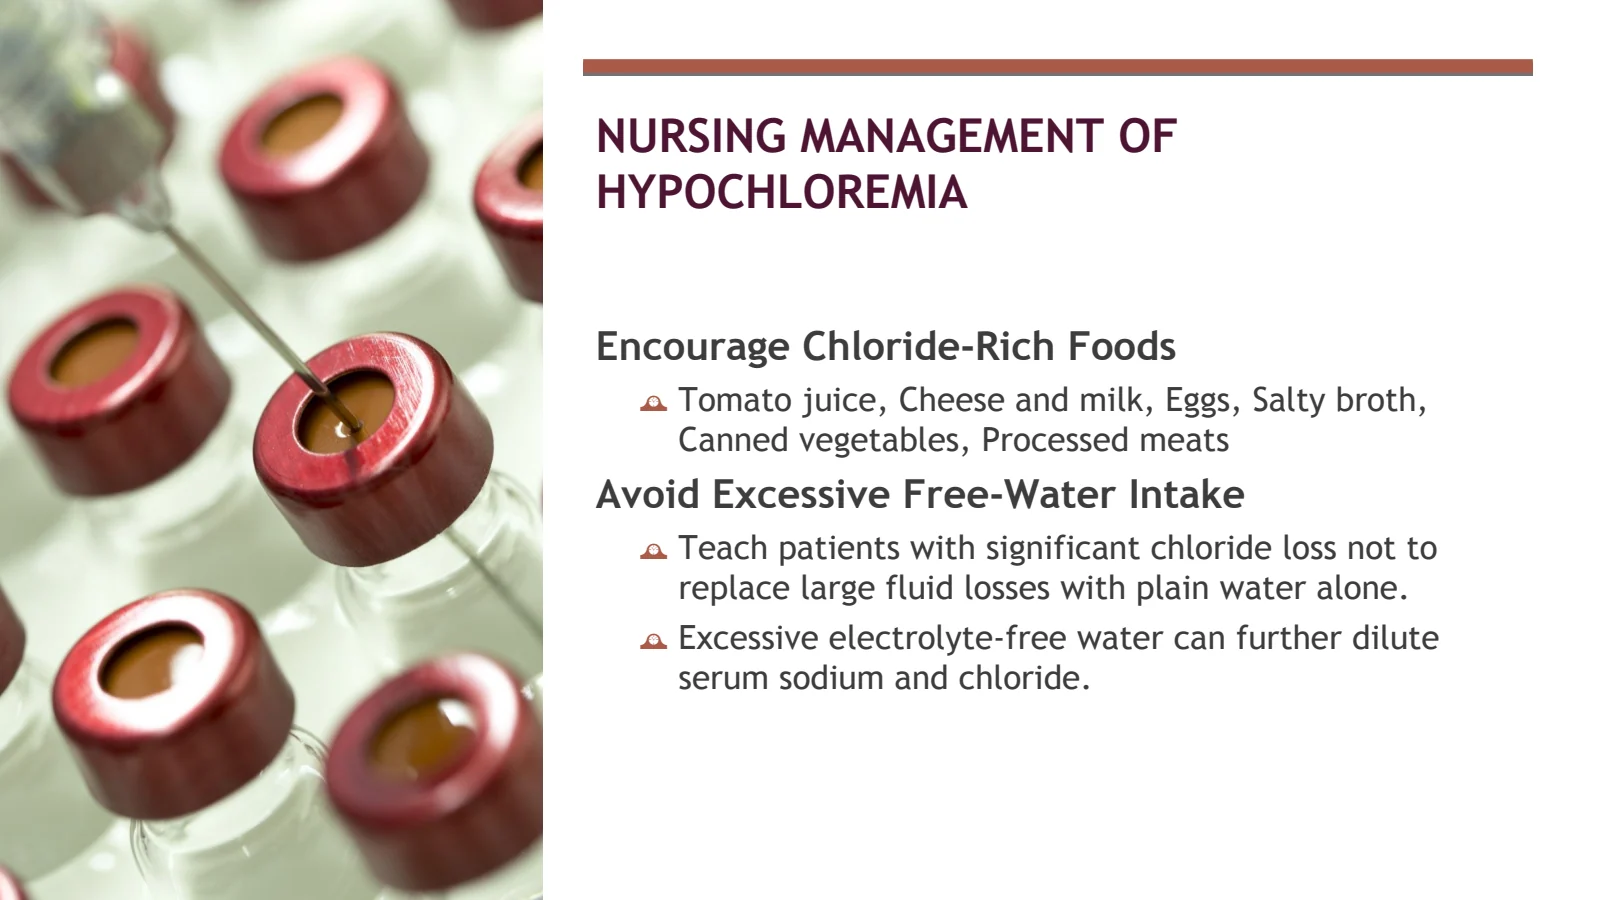 NURSING MANAGEMENT OF
HYPOCHLOREMIA
Encourage Chloride-Rich Foods
Tomato juice, Cheese and milk, Eggs, Salty broth,
Canned vegetables, Processed meats
Avoid Excessive Free-Water Intake
Teach patients with significant chloride loss not to
replace large fluid losses with plain water alone.
Excessive electrolyte-free water can further dilute
serum sodium and chloride.